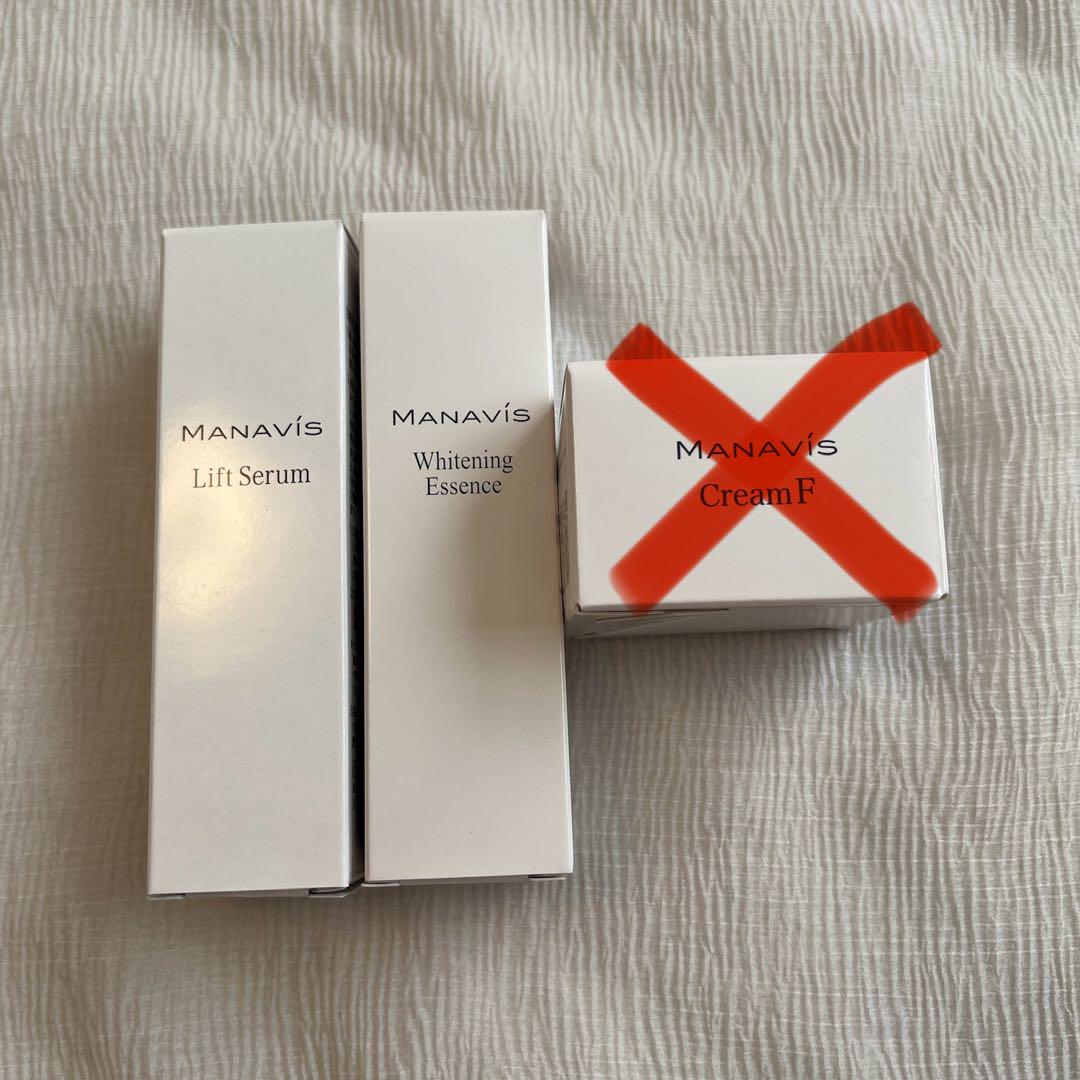 MANAVÍS
Lift Serum
MANAVÍS
Whitening
Essence
MANAVÍS
Cream F